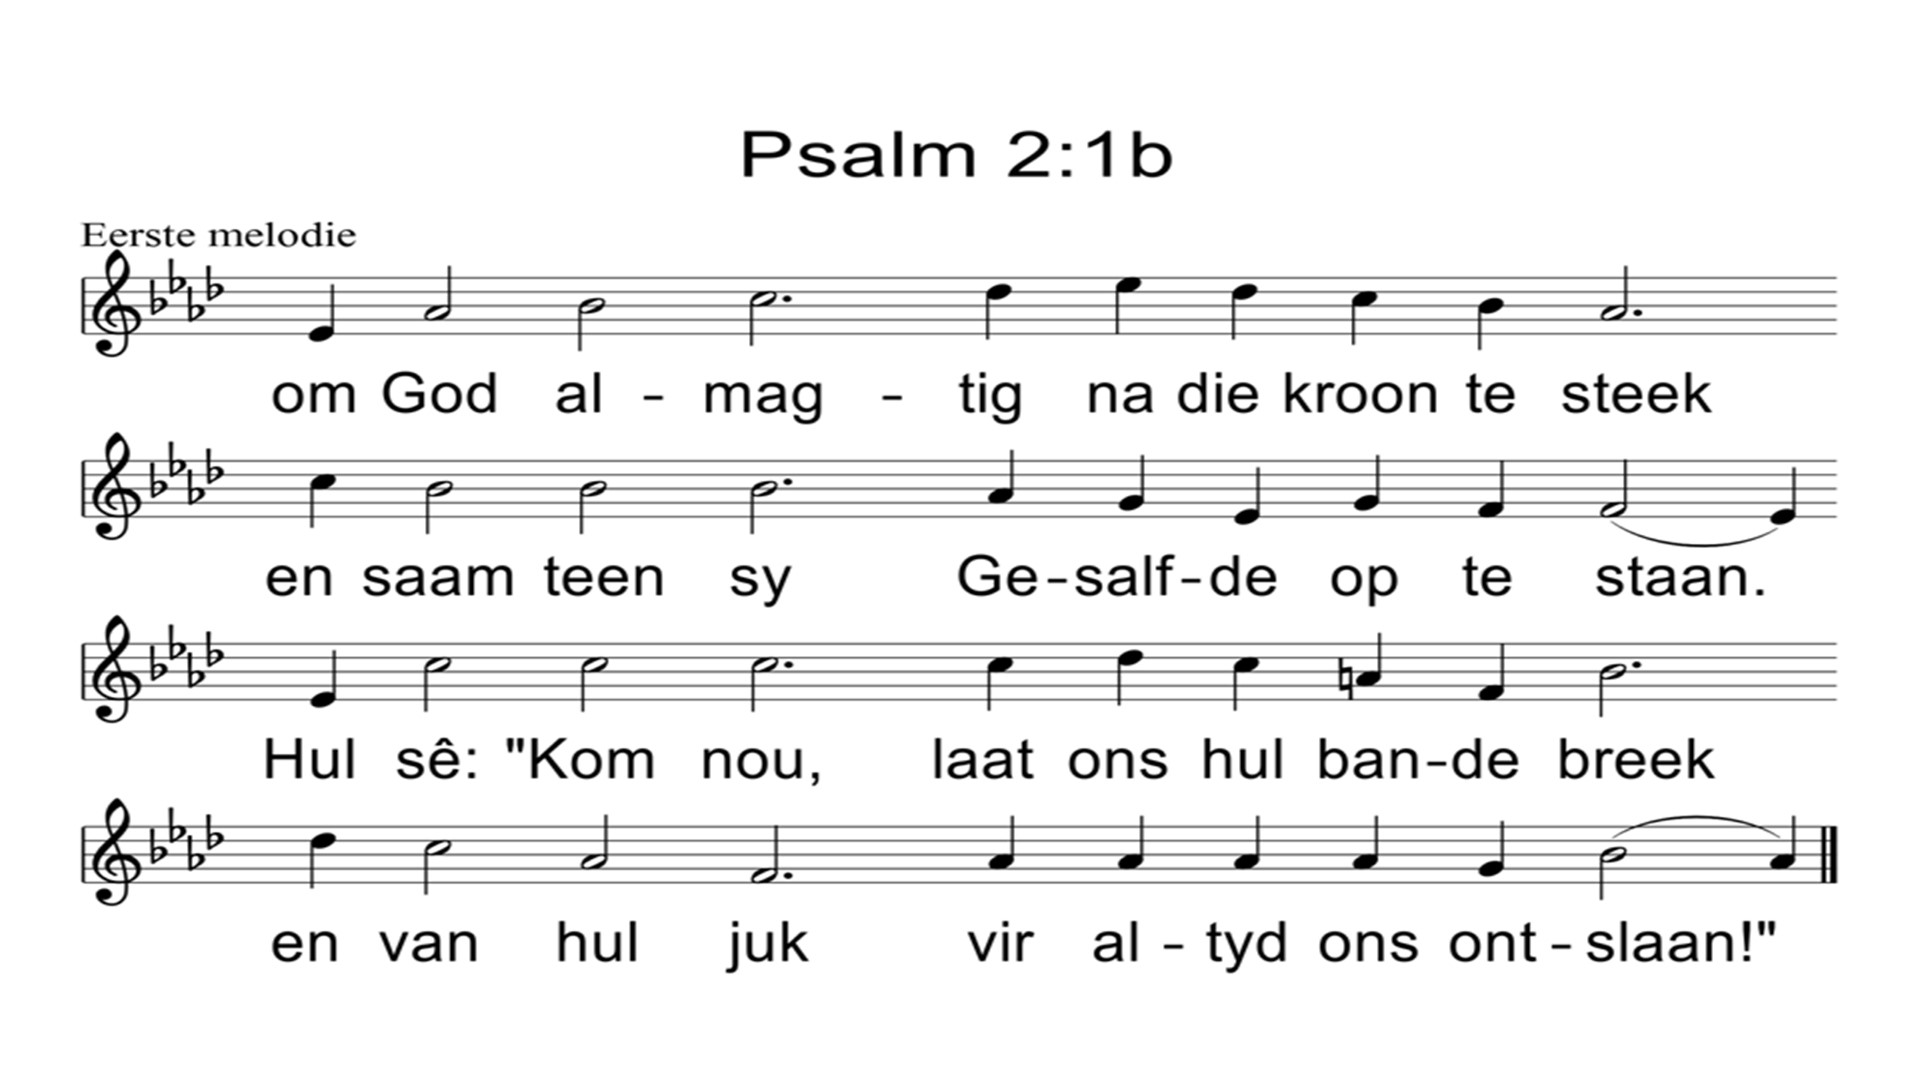 Psalm 2:1b
Eerste melodie
om God al - mag - tig na die kroon te steek
en saam teen sy Ge-salf-de op te staan.
Hul sê: "Kom nou, laat ons hul ban-de breek
en van hul juk vir al - tyd ons ont - slaan!"